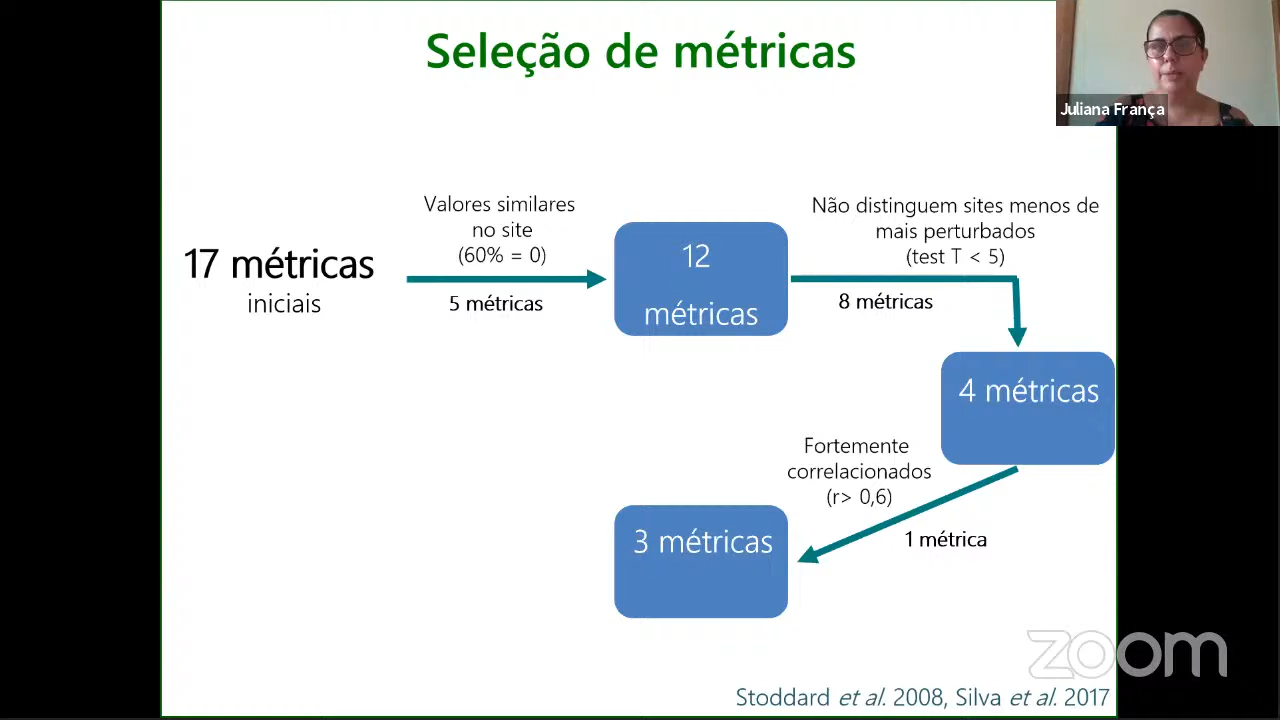 Seleção de métricas
Juliana França
17 métricas
iniciais
Valores similares
no site
(60% = 0)
5 métricas
12
métricas
Não distinguem sites menos de
mais perturbados
(test T < 5)
8 métricas
4 métricas
Fortemente
correlacionados
(r> 0,6)
1 métrica
3 métricas
zoom
Stoddard et al. 2008, Silva et al. 2017